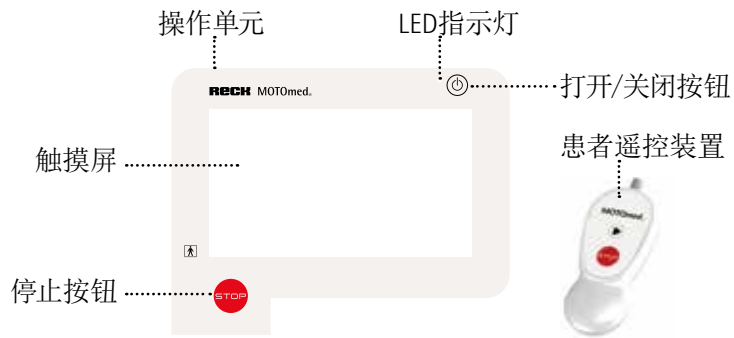 操作单元
LED指示灯
RECK MOTOmed®
打开/关闭按钮
患者遥控装置
触摸屏
MOTOmed
STOP
停止按钮
STOP